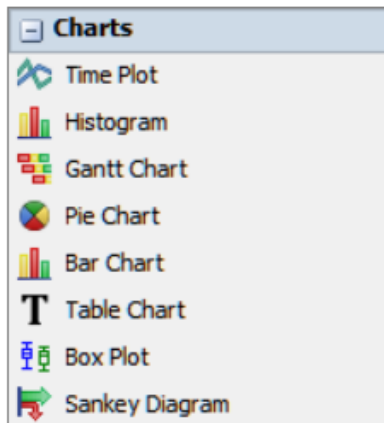 Charts
Time Plot
Histogram
Gantt Chart
Pie Chart
Bar Chart
T Table Chart
Box Plot
Sankey Diagram